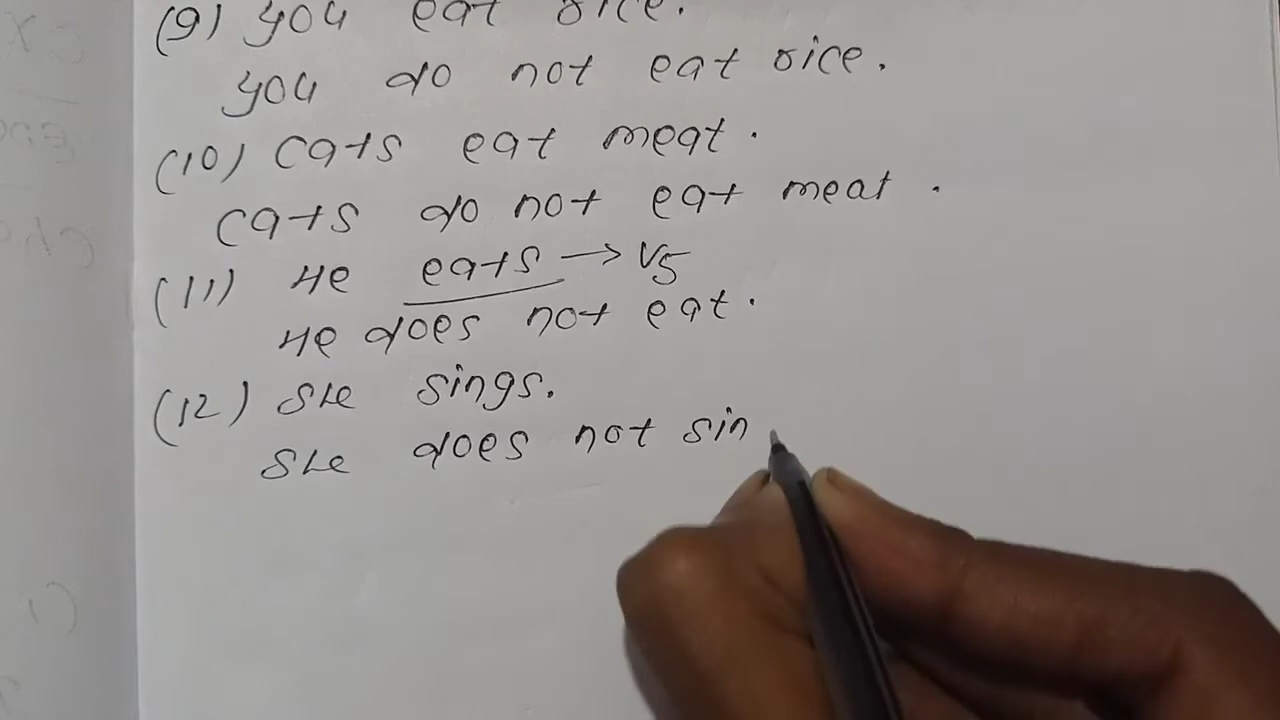 (9) you eat rice.
you do not eat rice.
(10) Cats eat meat.
Cats do not eat meat.
(11) He eats → V5
He does not eat.
(12) She sings.
She does not sin